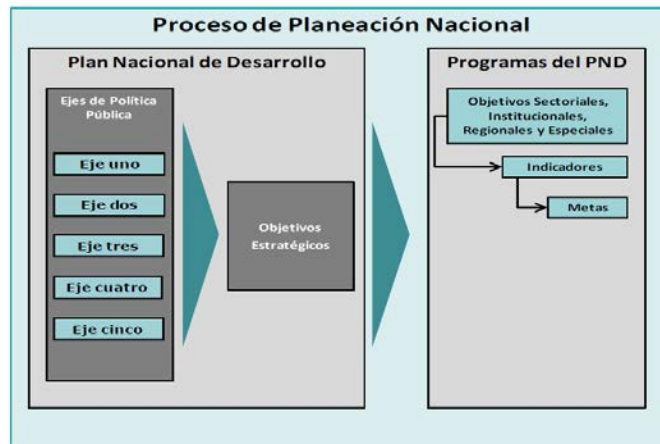 Proceso de Planeación Nacional
Plan Nacional de Desarrollo
Ejes de Política
Pública
Eje uno
Eje dos
Eje tres
Eje cuatro
Eje cinco
Objetivos
Estratégicos
Programas del PND
Objetivos Sectoriales,
Institucionales,
Regionales y Especiales
Indicadores
Metas